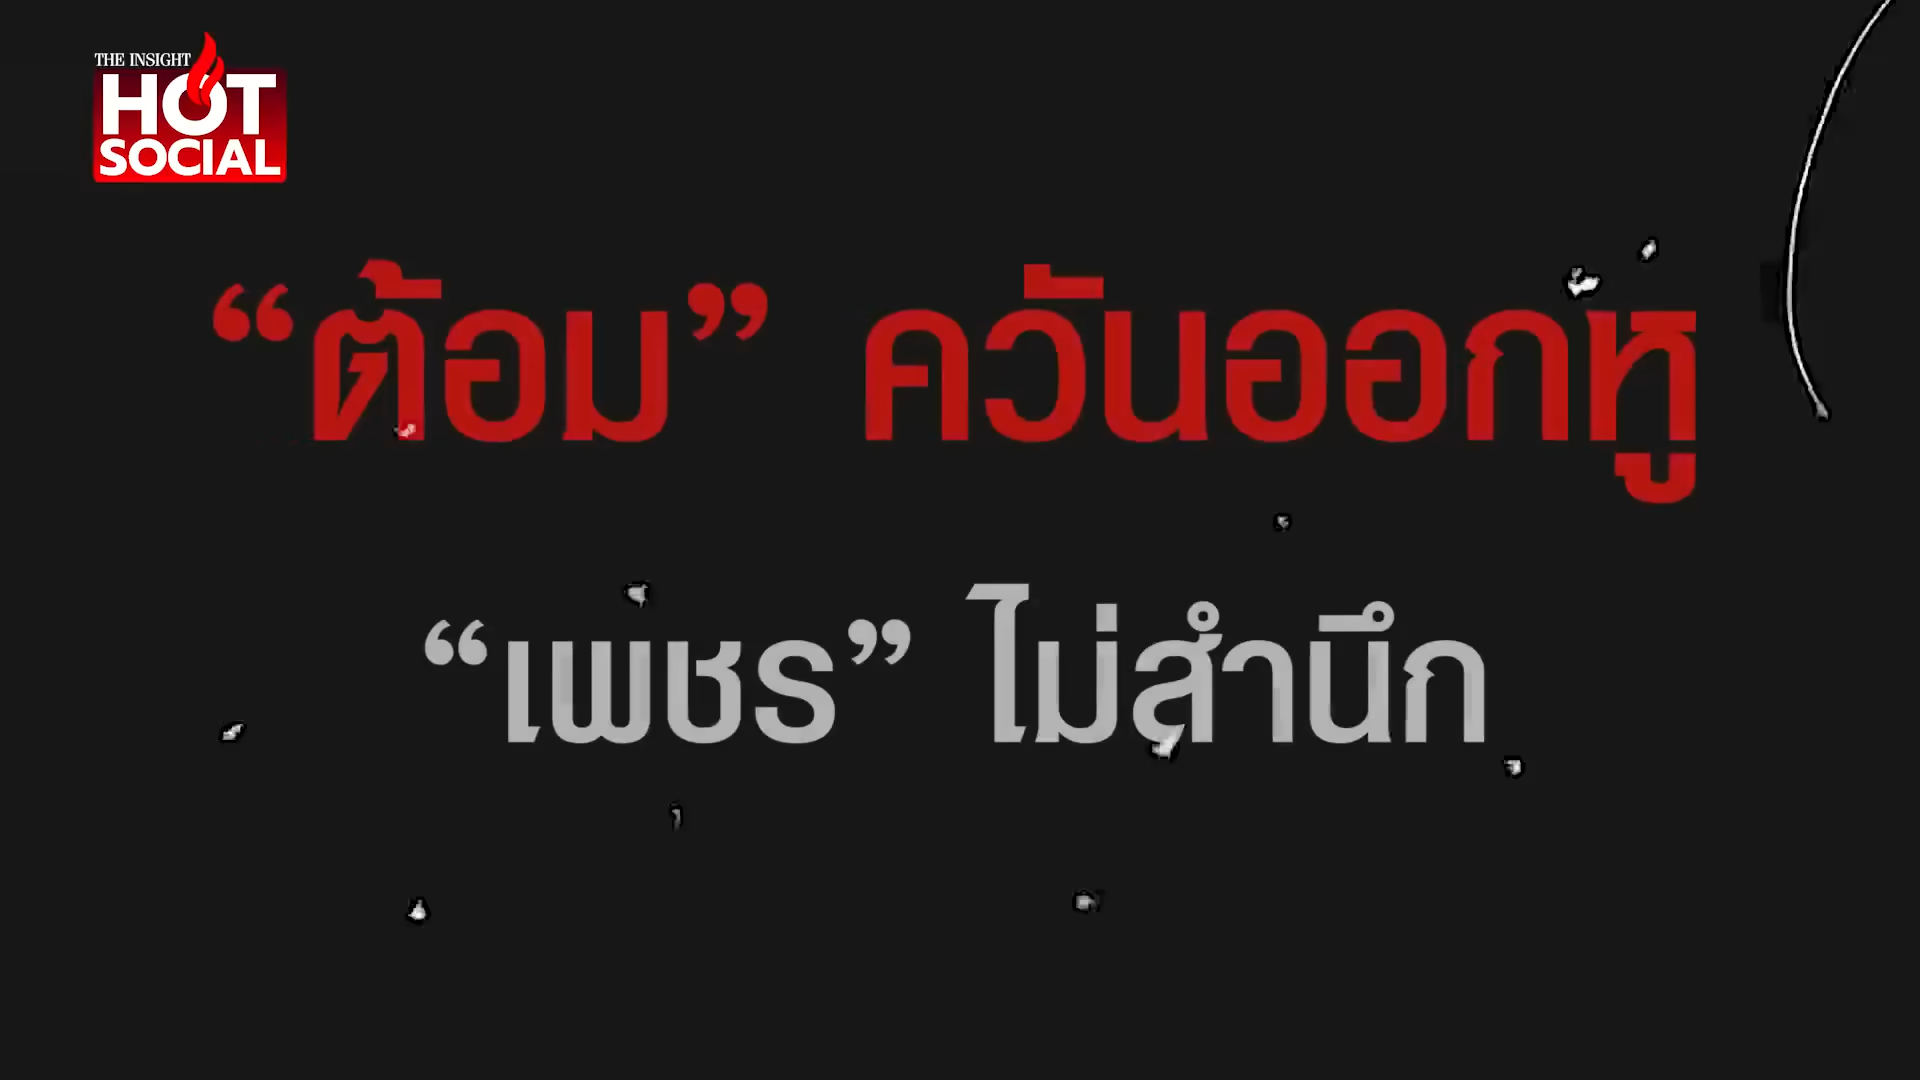 THE INSIGHT
HOT
SOCIAL
“ต้อม” ควันออกหู
“เพชร” ไม่สำนึก